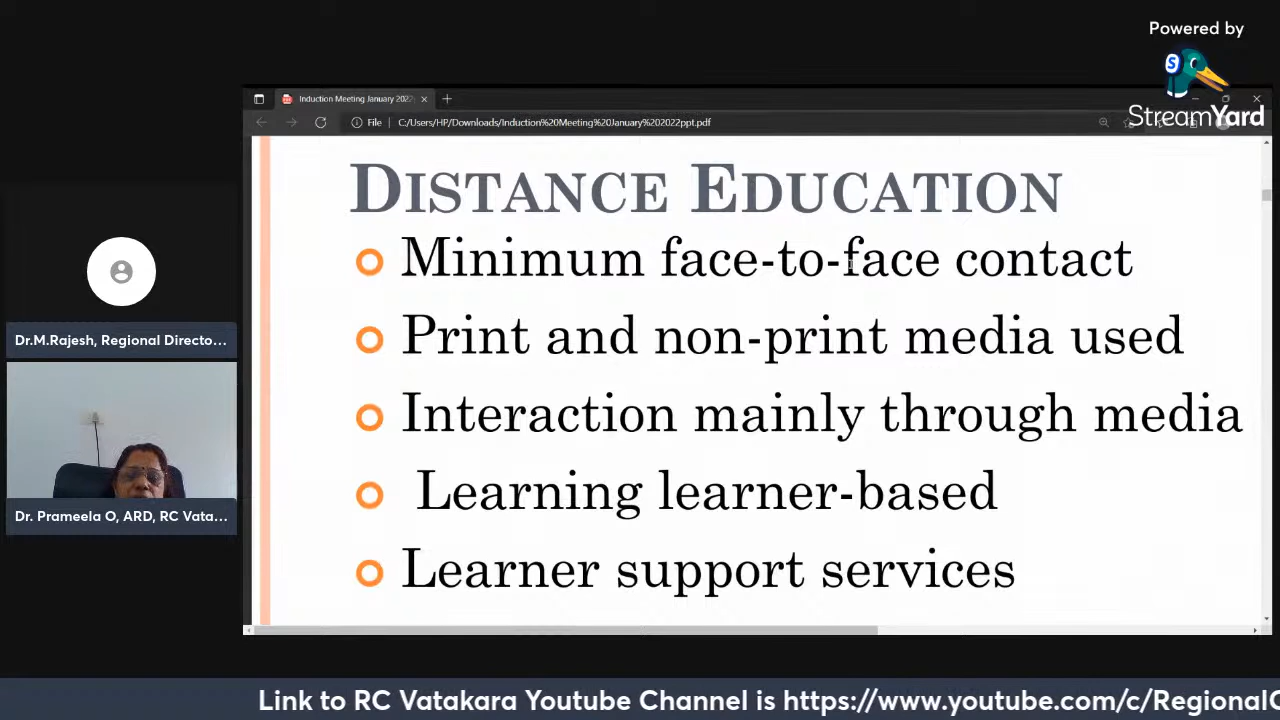 Powered by
StreamYard
Induction Meeting January 2022
File
C:/Users/HP/Downloads/Induction%20Meeting%20January%202022ppt.pdf
DISTANCE EDUCATION
Minimum face-to-face contact
Print and non-print media used
Interaction mainly through media
Learning learner-based
Learner support services
Dr.M.Rajesh, Regional Directo...
Dr. Prameela O, ARD, RC Vata...
Link to RC Vatakara Youtube Channel is https://www.youtube.com/c/RegionalC